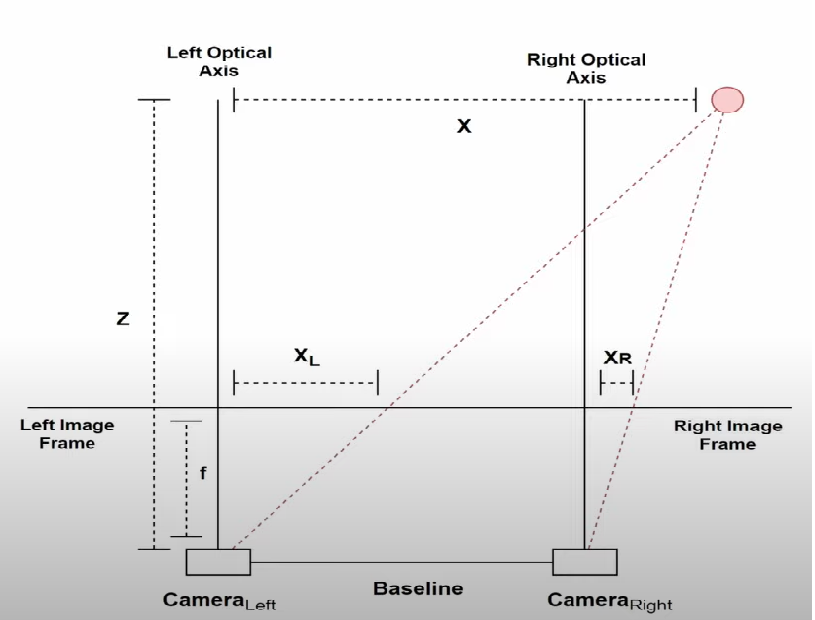 Left Optical
Axis
Right Optical
Axis
X
Z
XL
XR
Left Image
Frame
Right Image
Frame
f
Baseline
CameraLeft
CameraRight